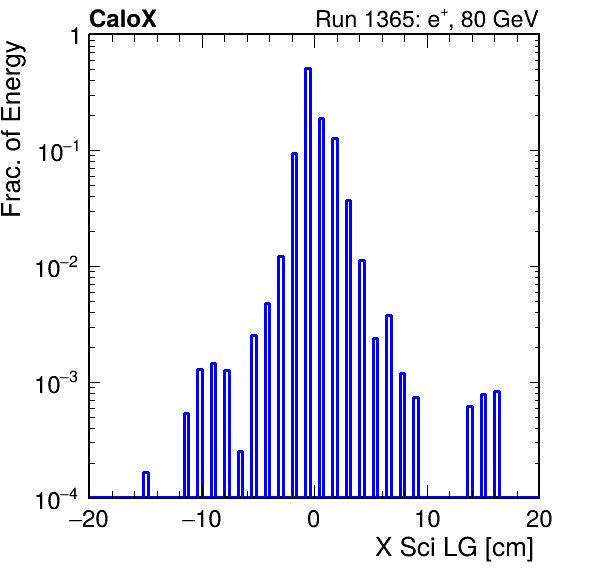 CaloX Run 1365: e⁺, 80 GeV
Frac. of Energy
1
10⁻¹
10⁻²
10⁻³
10⁻⁴
−20 −10 0 10 20
X Sci LG [cm]